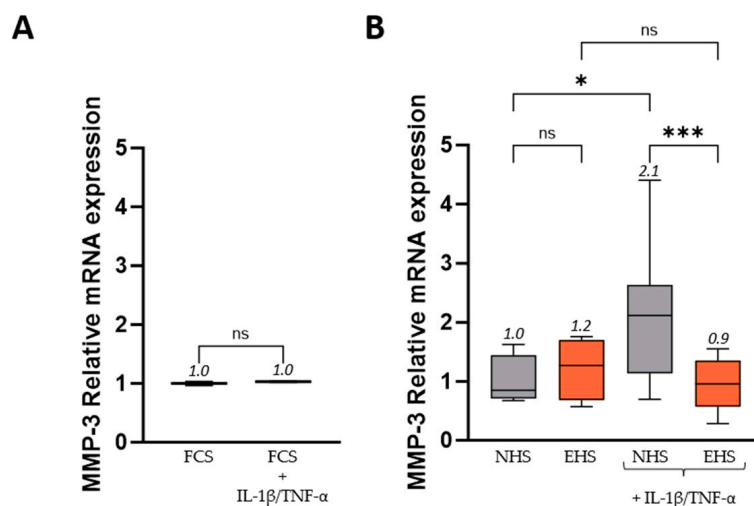 A
MMP-3 Relative mRNA expression
5
4
3
2
1
0
ns
1.0
1.0
FCS
FCS
+
IL-1β/TNF-α
B
MMP-3 Relative mRNA expression
5
4
3
2
1
0
ns
*
ns
***
1.0
1.2
2.1
0.9
NHS
EHS
NHS
EHS
+ IL-1β/TNF-α